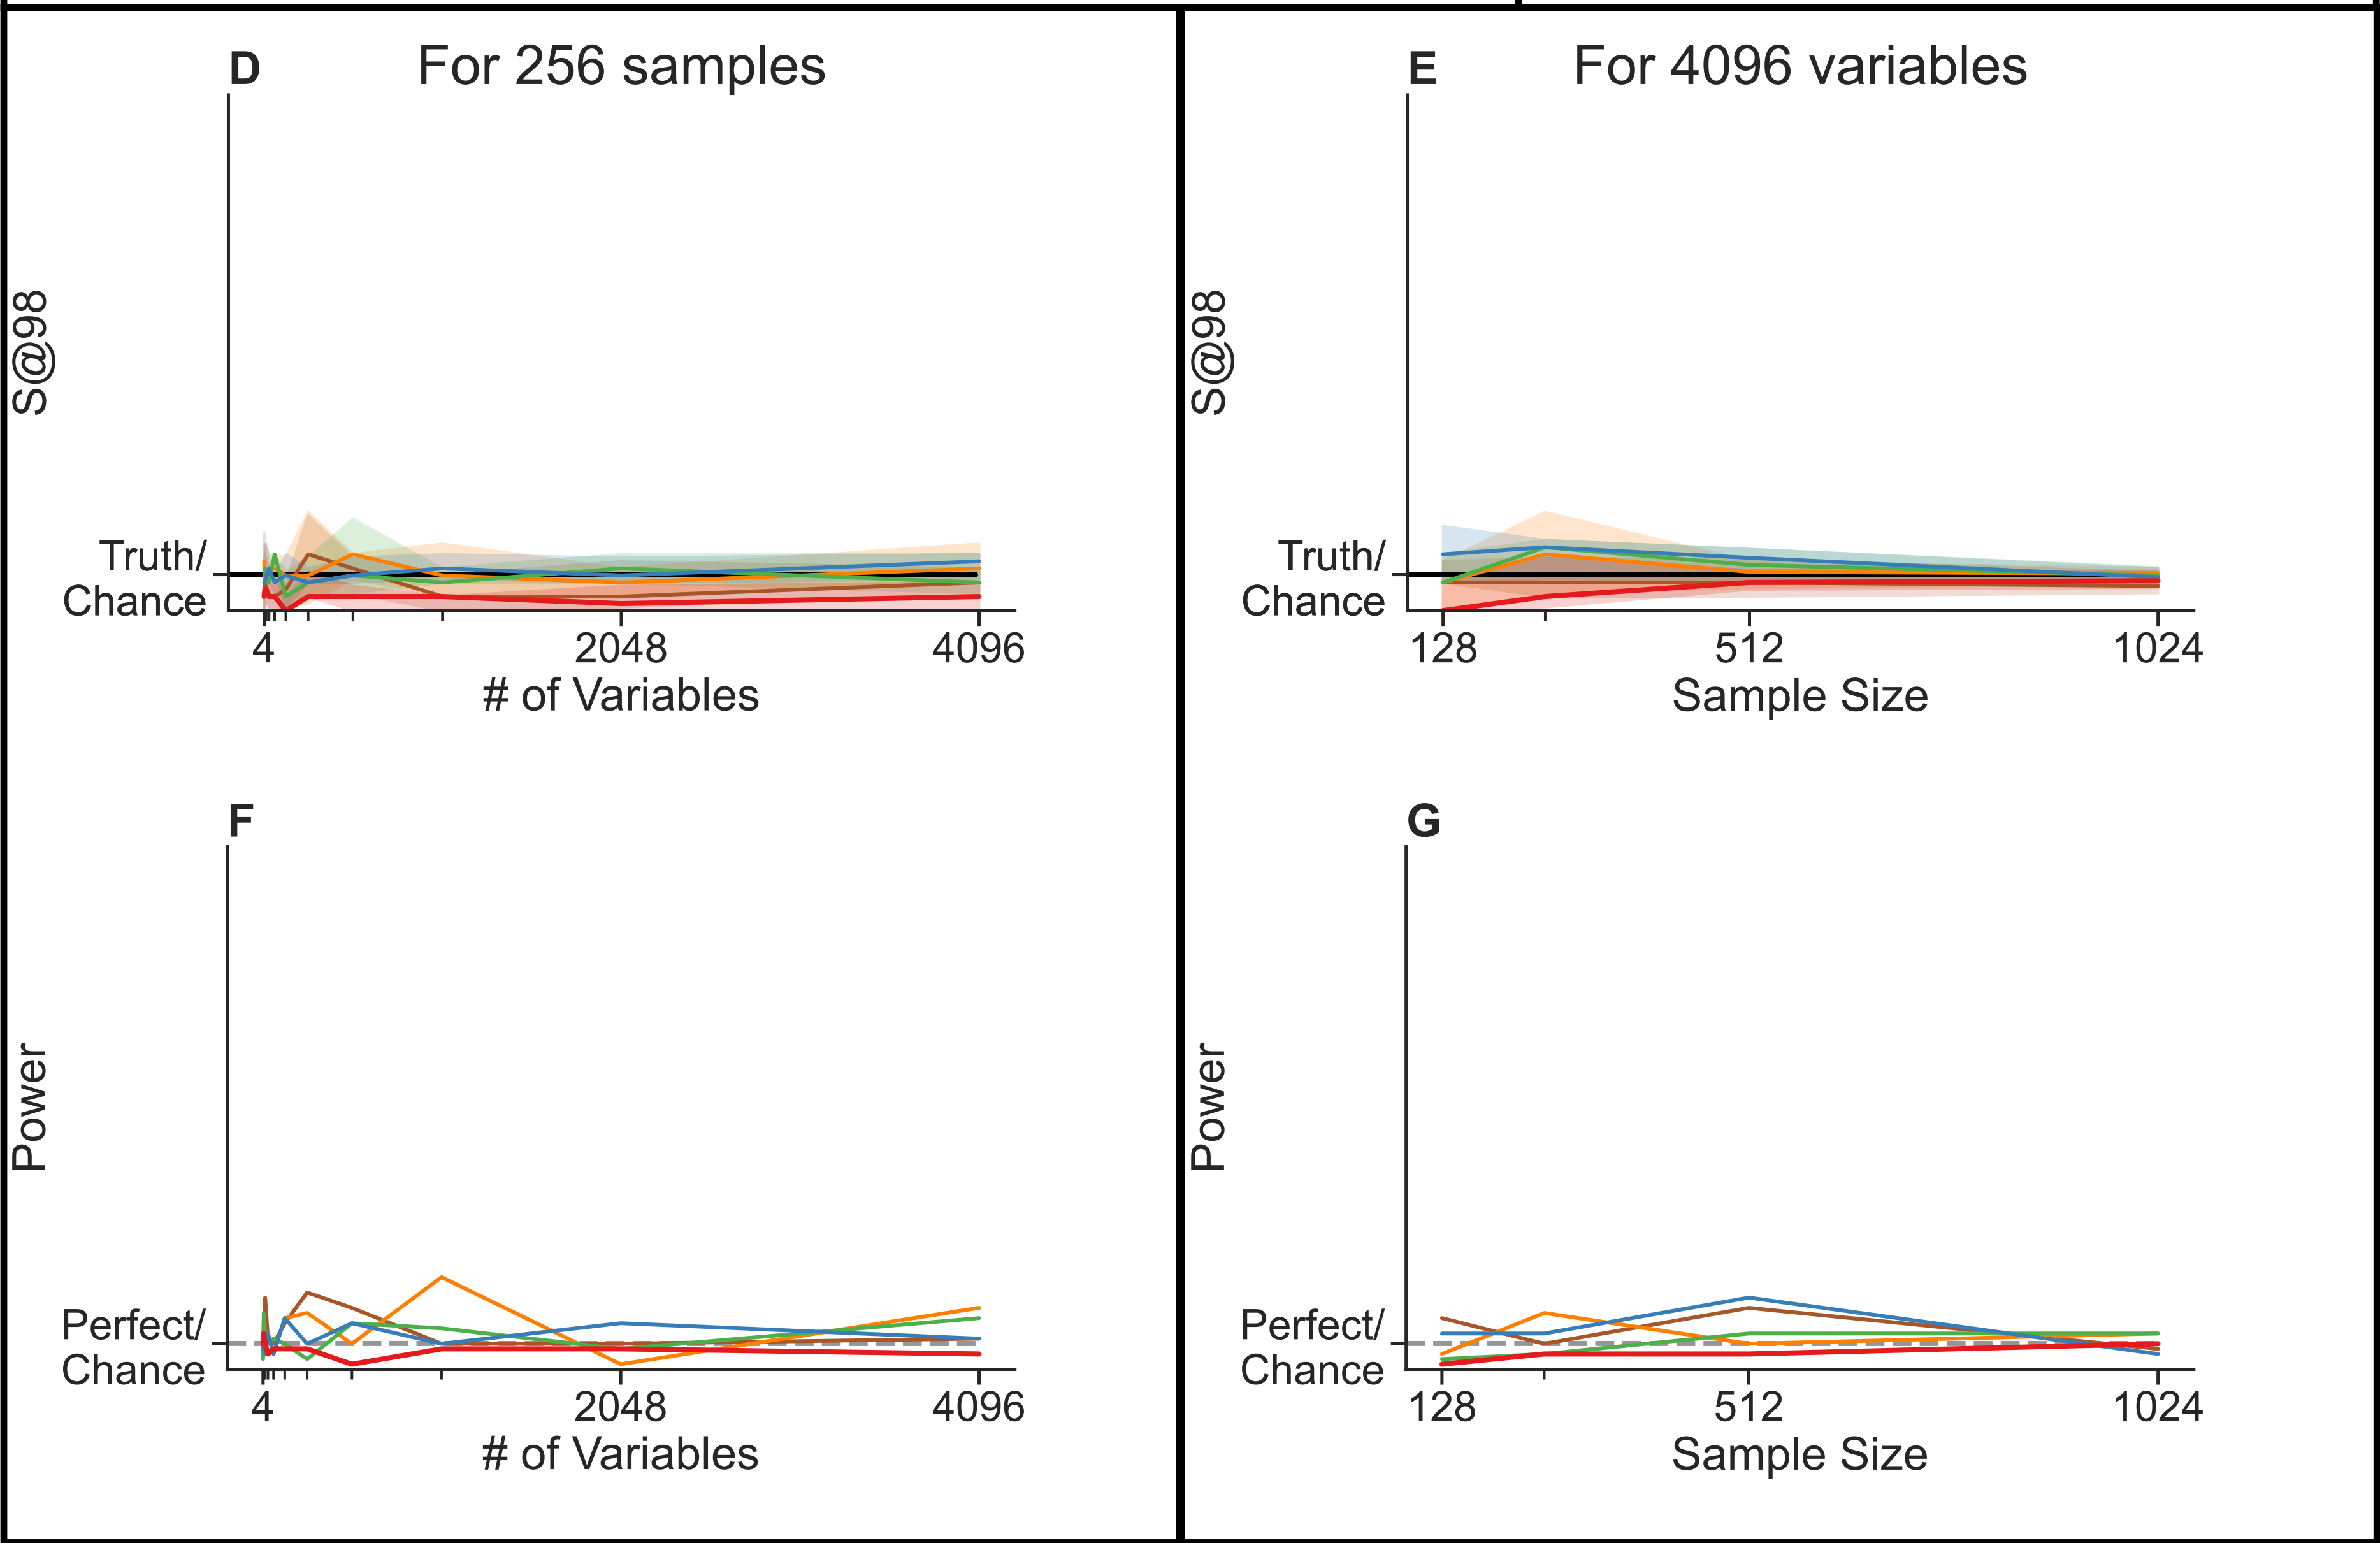 D
For 256 samples
S@98
Truth/
Chance
4
2048
4096
# of Variables
E
For 4096 variables
S@98
Truth/
Chance
128
512
1024
Sample Size
F
Power
Perfect/
Chance
4
2048
4096
# of Variables
G
Power
Perfect/
Chance
128
512
1024
Sample Size